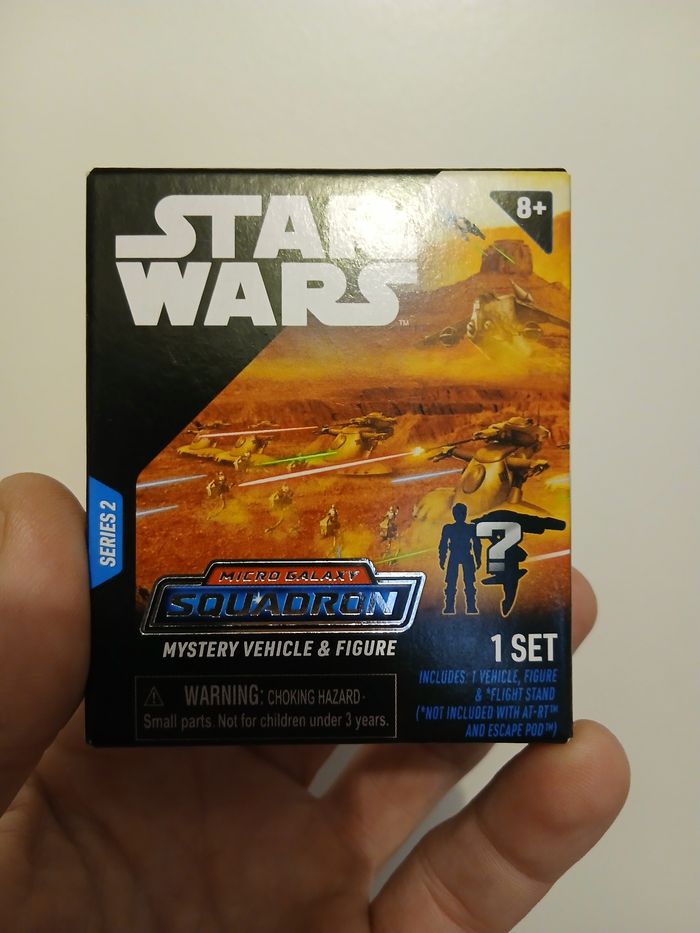 STAR
WARS
TM
8+
SERIES 2
?
MICRO GALAXY
SQUADRON
MYSTERY VEHICLE & FIGURE
1 SET
INCLUDES: 1 VEHICLE, FIGURE
& *FLIGHT STAND
(*NOT INCLUDED WITH AT-RT™
AND ESCAPE POD™)
WARNING: CHOKING HAZARD-
Small parts. Not for children under 3 years.